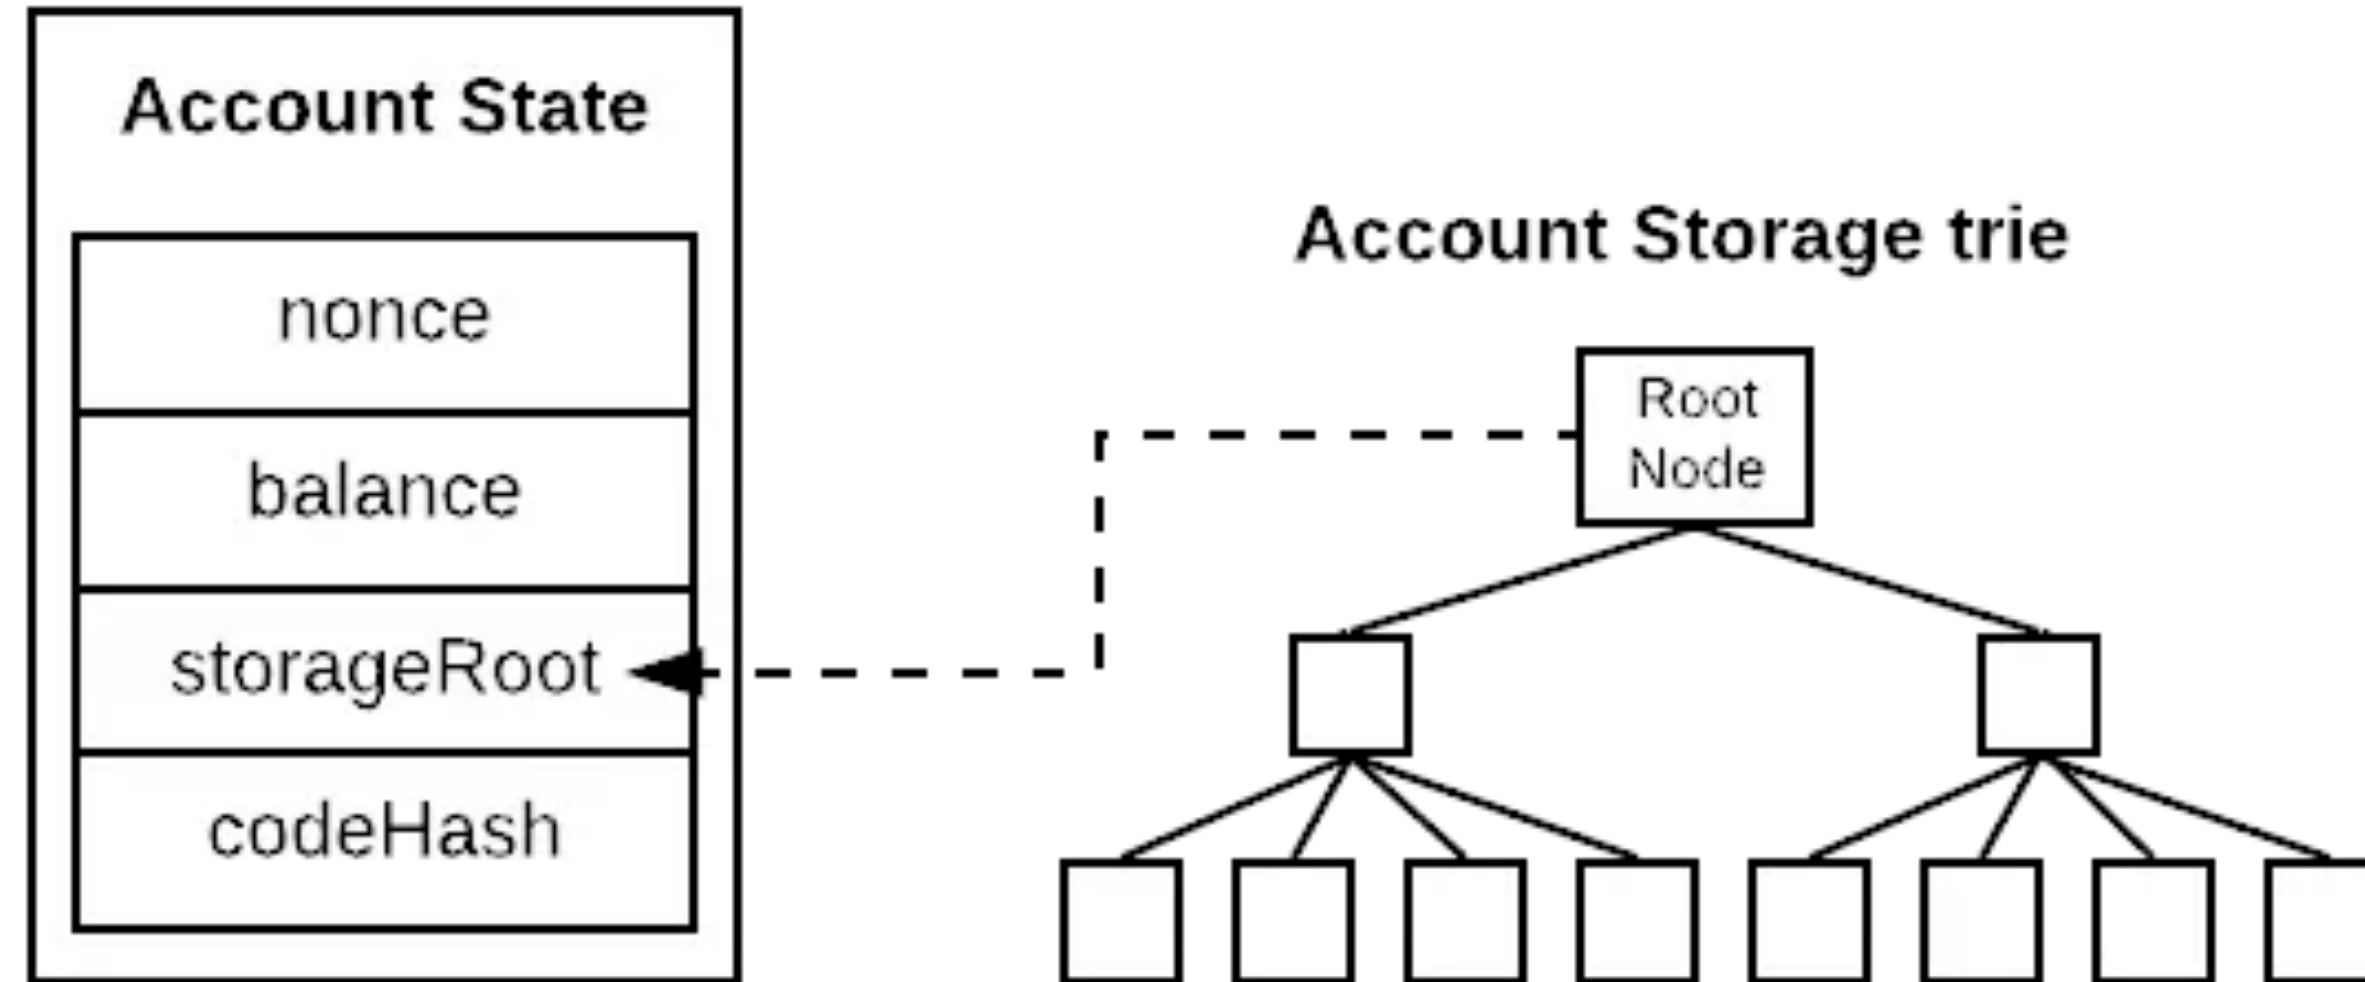 Account State
nonce
balance
storageRoot
codeHash
Account Storage trie
Root
Node